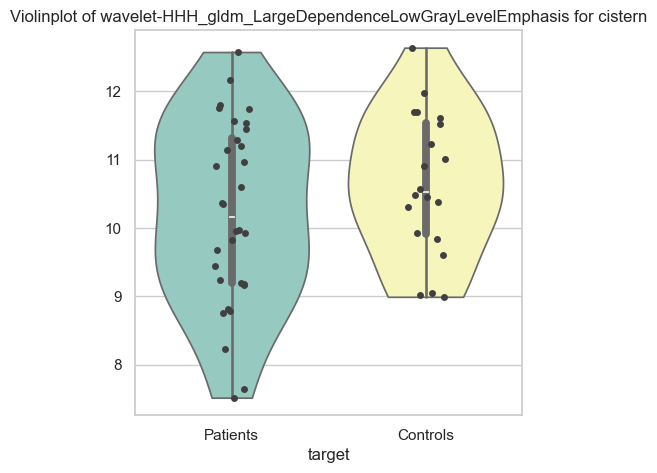 Violinplot of wavelet-HHH_gldm_LargeDependenceLowGrayLevelEmphasis for cistern
12
11
10
9
8
Patients
Controls
target